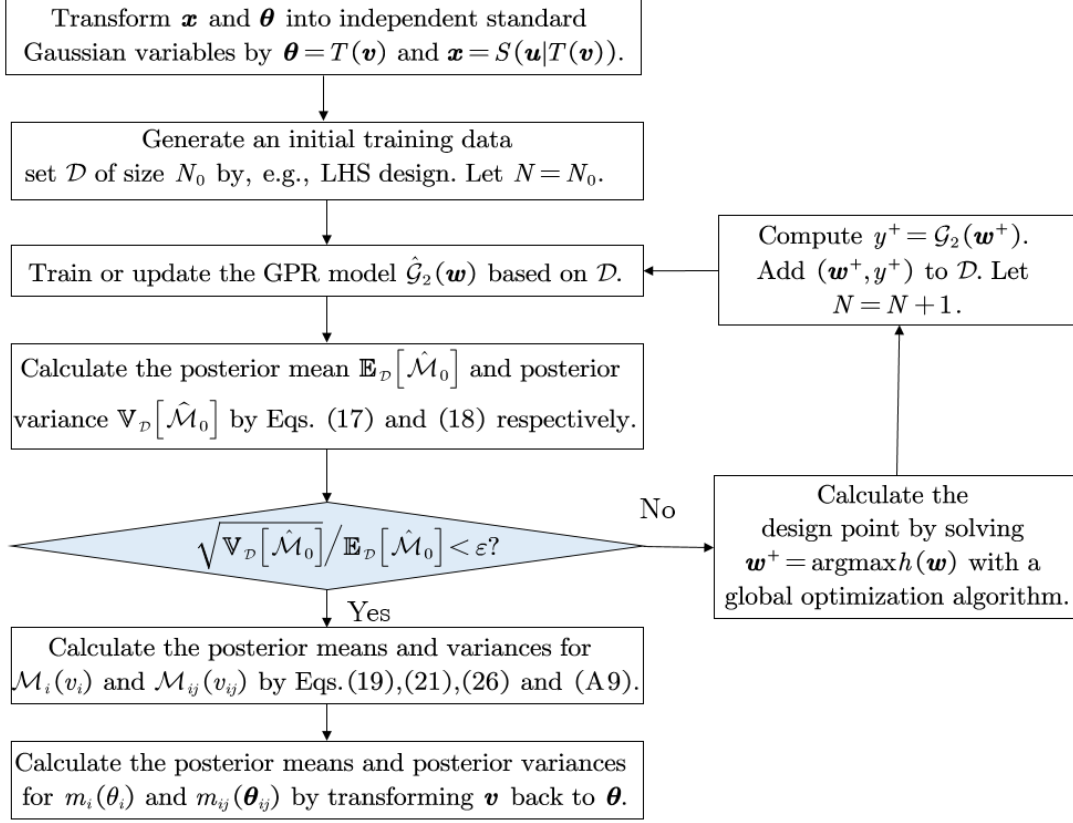 Transform 𝒙 and 𝜽 into independent standard
Gaussian variables by 𝜽 = T(𝒗) and 𝒙 = S(𝒖|T(𝒗)).
Generate an initial training data
set 𝒟 of size N₀ by, e.g., LHS design. Let N = N₀.
Train or update the GPR model 𝒢̂₂(𝒘) based on 𝒟.
Calculate the posterior mean 𝔼_𝒟[ℳ̂₀] and posterior
variance 𝕍_𝒟[ℳ̂₀] by Eqs. (17) and (18) respectively.
√𝕍_𝒟[ℳ̂₀]/𝔼_𝒟[ℳ̂₀] < ε?
No
Calculate the
design point by solving
𝒘⁺ = argmaxh(𝒘) with a
global optimization algorithm.
Compute y⁺ = 𝒢₂(𝒘⁺).
Add (𝒘⁺, y⁺) to 𝒟. Let
N = N + 1.
Yes
Calculate the posterior means and variances for
ℳᵢ(vᵢ) and ℳᵢⱼ(vᵢⱼ) by Eqs.(19),(21),(26) and (A9).
Calculate the posterior means and posterior variances
for mᵢ(θᵢ) and mᵢⱼ(𝜽ᵢⱼ) by transforming 𝒗 back to 𝜽.